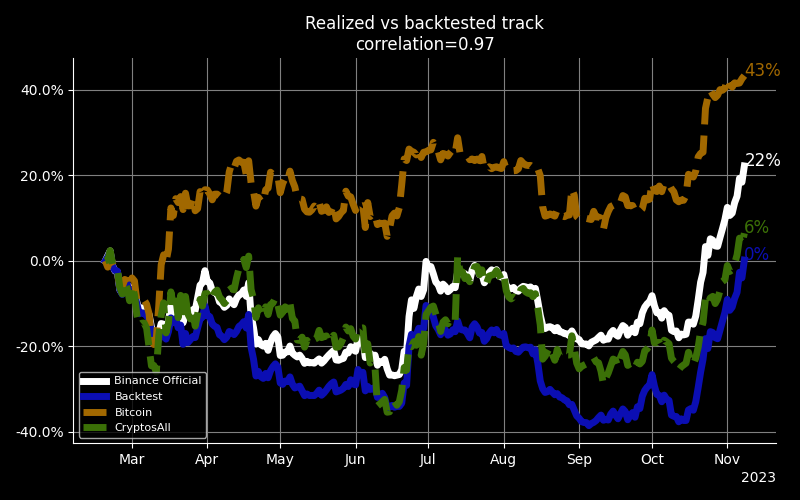 Realized vs backtested track
correlation=0.97
40.0%
20.0%
0.0%
-20.0%
-40.0%
43%
22%
6%
0%
Binance Official
Backtest
Bitcoin
CryptosAll
Mar Apr May Jun Jul Aug Sep Oct Nov
2023